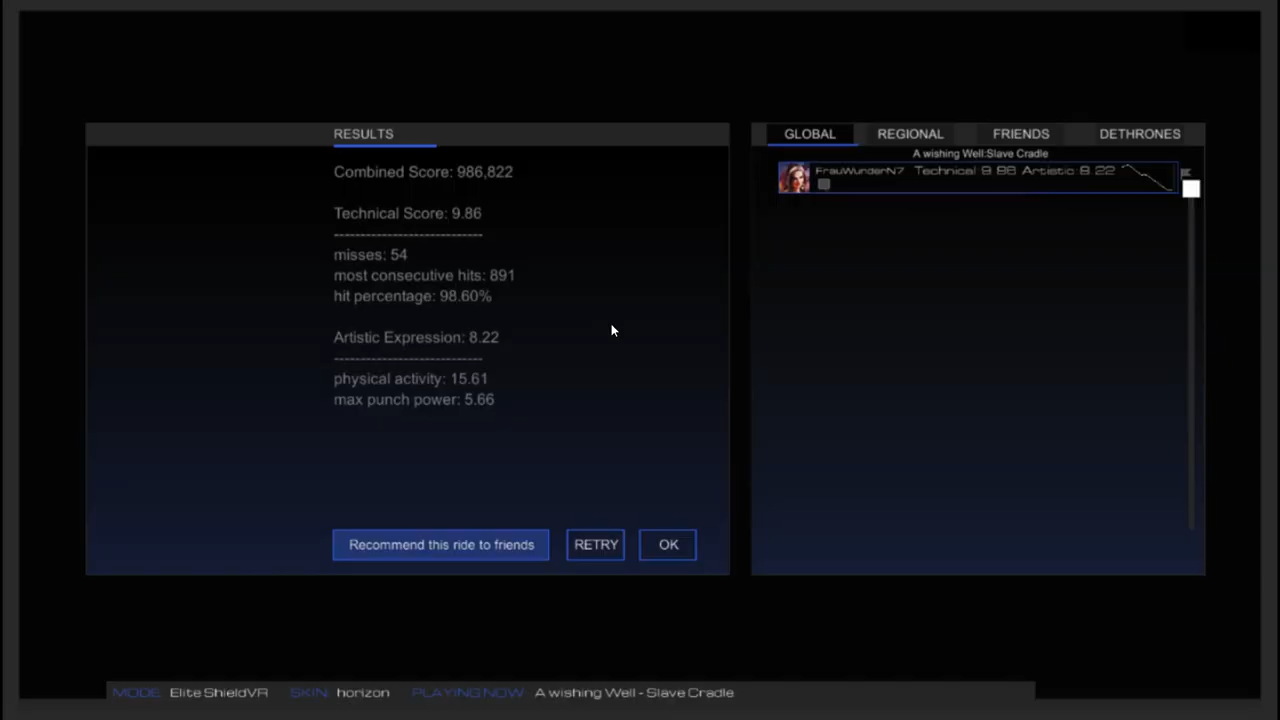 RESULTS
Combined Score: 986,822
Technical Score: 9.86
----------------------------
misses: 54
most consecutive hits: 891
hit percentage: 98.60%
Artistic Expression: 8.22
----------------------------
physical activity: 15.61
max punch power: 5.66
Recommend this ride to friends
RETRY
OK
GLOBAL REGIONAL FRIENDS DETHRONES
A wishing Well:Slave Cradle
FrauWunderN7 Technical 9.86 Artistic 8.22
MODE: Elite ShieldVR SKIN: horizon PLAYING NOW: A wishing Well - Slave Cradle